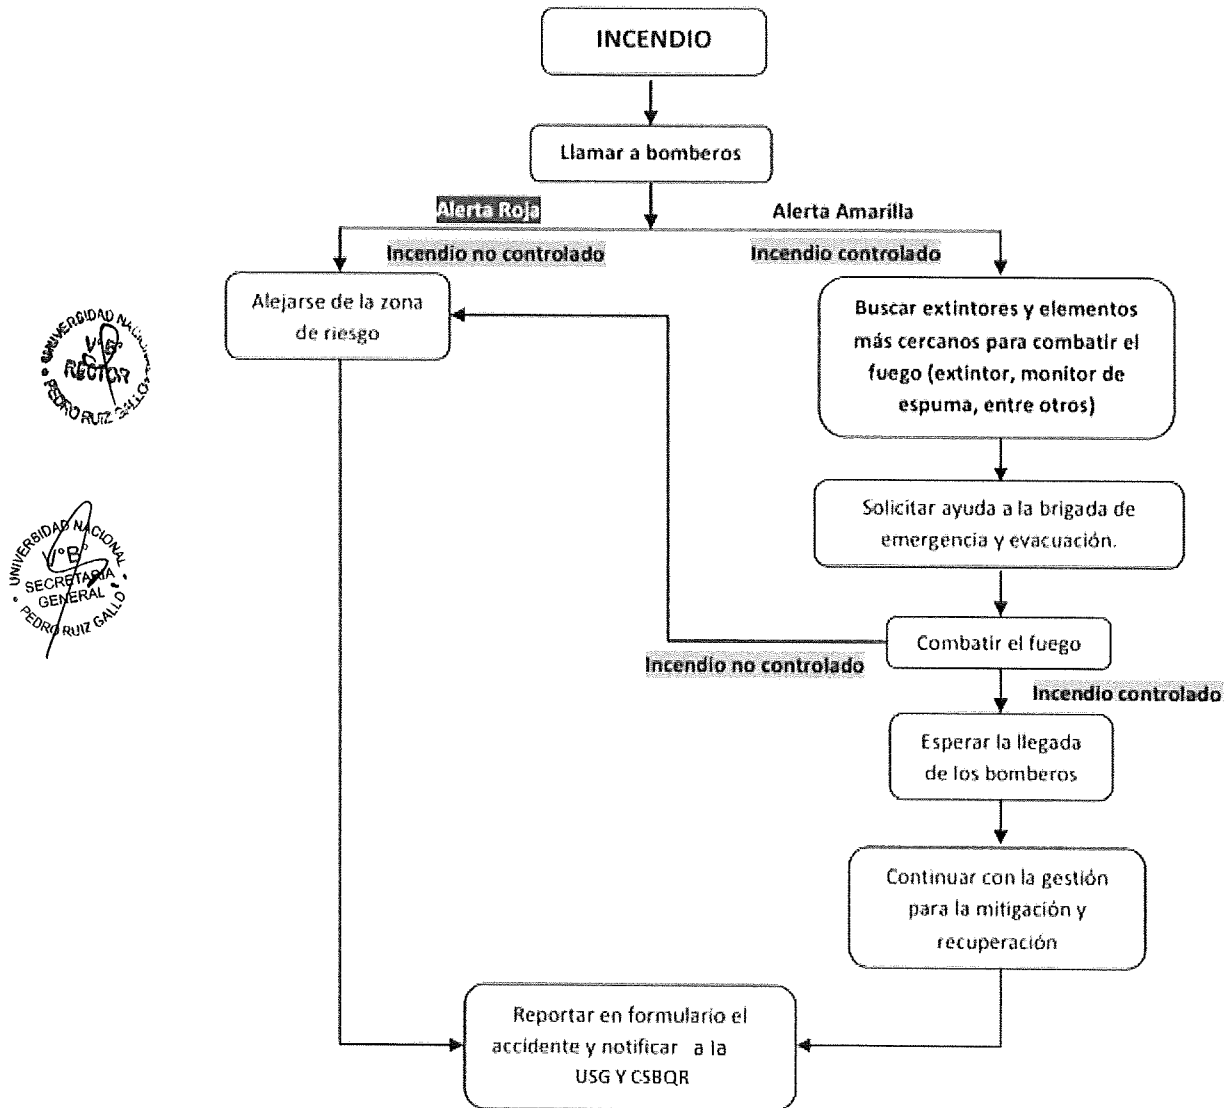 INCENDIO
Llamar a bomberos
Alerta Roja
Alerta Amarilla
Incendio no controlado
Incendio controlado
Alejarse de la zona
de riesgo
Buscar extintores y elementos
más cercanos para combatir el
fuego (extintor, monitor de
espuma, entre otros)
UNIVERSIDAD NACIONAL
V°B°
RECTOR
PEDRO RUIZ GALLO
Solicitar ayuda a la brigada de
emergencia y evacuación.
UNIVERSIDAD NACIONAL
V°B°
SECRETARIA
GENERAL
PEDRO RUIZ GALLO
Combatir el fuego
Incendio no controlado
Incendio controlado
Esperar la llegada
de los bomberos
Continuar con la gestión
para la mitigación y
recuperación
Reportar en formulario el
accidente y notificar a la
USG Y CSBQR